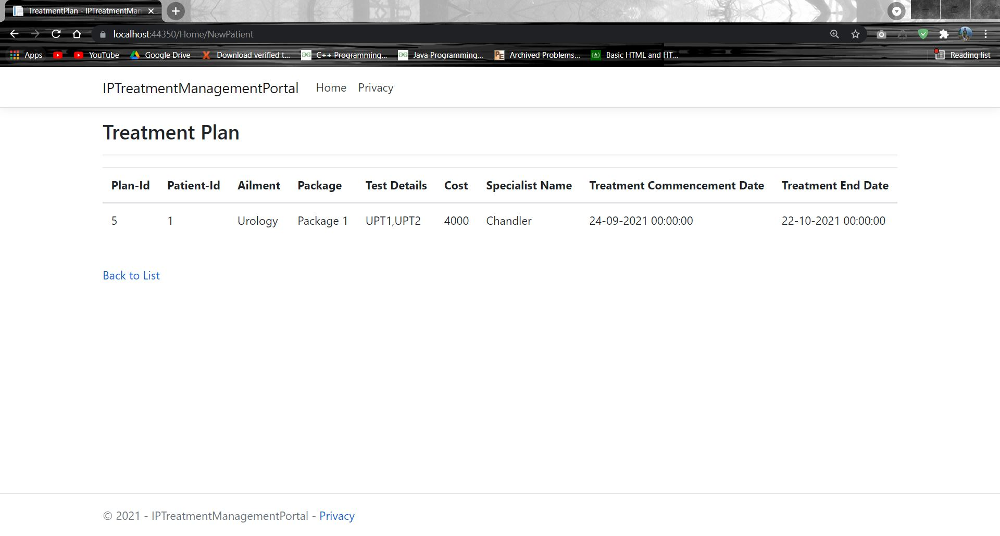 TreatmentPlan - IPTreatmentMan
localhost:44350/Home/NewPatient
Apps YouTube Google Drive Download verified t... C++ Programming... Java Programming... Archived Problems... Basic HTML and HT... Reading list
IPTreatmentManagementPortal Home Privacy
Treatment Plan
Plan-Id Patient-Id Ailment Package Test Details Cost Specialist Name Treatment Commencement Date Treatment End Date
5 1 Urology Package 1 UPT1,UPT2 4000 Chandler 24-09-2021 00:00:00 22-10-2021 00:00:00
Back to List
© 2021 - IPTreatmentManagementPortal - Privacy